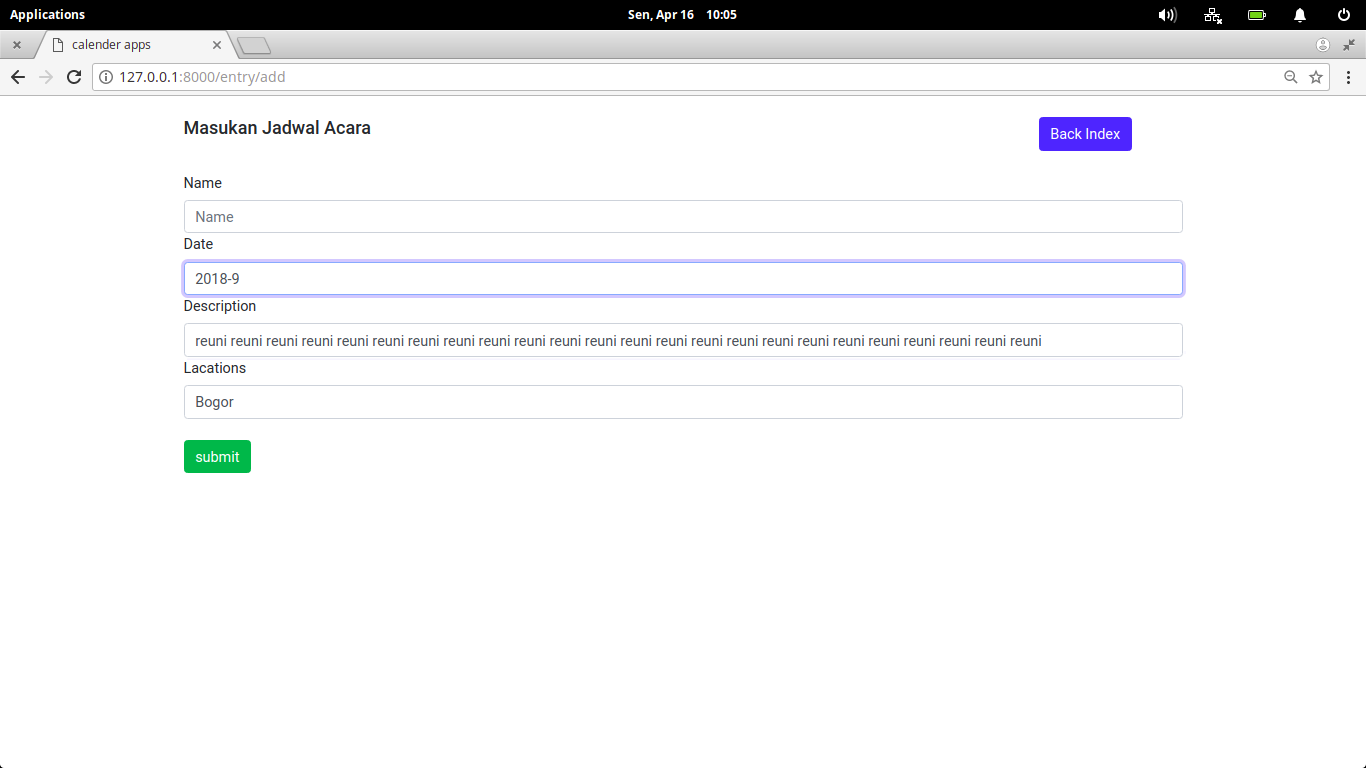 Applications Sen, Apr 16 10:05
calender apps
127.0.0.1:8000/entry/add
Masukan Jadwal Acara
Back Index
Name
Name
Date
2018-9
Description
reuni reuni reuni reuni reuni reuni reuni reuni reuni reuni reuni reuni reuni reuni reuni reuni reuni reuni reuni reuni reuni reuni reuni reuni
Lacations
Bogor
submit